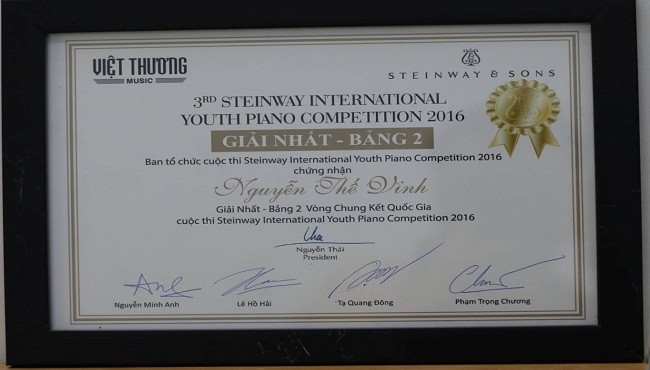 VIỆT THƯƠNG
MUSIC
STEINWAY & SONS
3RD STEINWAY INTERNATIONAL
YOUTH PIANO COMPETITION 2016
GIẢI NHẤT - BẢNG 2
Ban tổ chức cuộc thi Steinway International Youth Piano Competition 2016
chứng nhận
Nguyễn Thế Vinh
Giải Nhất - Bảng 2 Vòng Chung Kết Quốc Gia
cuộc thi Steinway International Youth Piano Competition 2016
Nguyễn Thái
President
Nguyễn Minh Anh
Lê Hồ Hải
Tạ Quang Đông
Phạm Trọng Chương